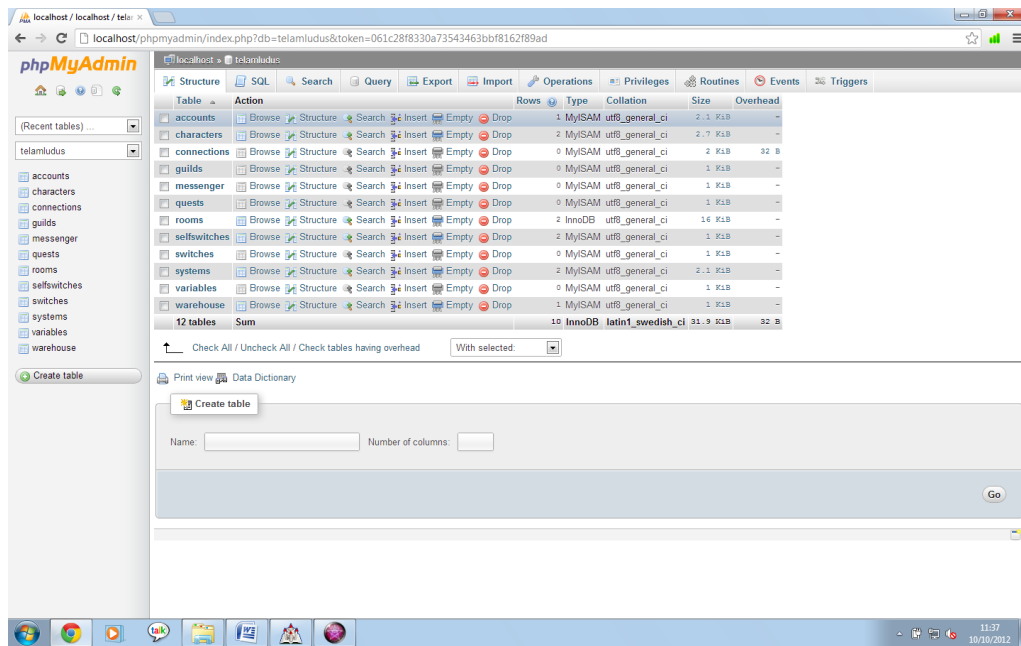 localhost / localhost / telar
localhost/phpmyadmin/index.php?db=telamludus&token=061c28f8330a73543463bbf8162f89ad
phpMyAdmin
(Recent tables) ...
telamludus
accounts
characters
connections
guilds
messenger
quests
rooms
selfswitches
switches
systems
variables
warehouse
Create table
localhost » telamludus
Structure SQL Search Query Export Import Operations Privileges Routines Events Triggers
Table Action Rows Type Collation Size Overhead
accounts Browse Structure Search Insert Empty Drop 1 MyISAM utf8_general_ci 2.1 KiB -
characters Browse Structure Search Insert Empty Drop 2 MyISAM utf8_general_ci 2.7 KiB -
connections Browse Structure Search Insert Empty Drop 0 MyISAM utf8_general_ci 2 KiB 32 B
guilds Browse Structure Search Insert Empty Drop 0 MyISAM utf8_general_ci 1 KiB -
messenger Browse Structure Search Insert Empty Drop 0 MyISAM utf8_general_ci 1 KiB -
quests Browse Structure Search Insert Empty Drop 0 MyISAM utf8_general_ci 1 KiB -
rooms Browse Structure Search Insert Empty Drop 2 InnoDB utf8_general_ci 16 KiB -
selfswitches Browse Structure Search Insert Empty Drop 2 MyISAM utf8_general_ci 1 KiB -
switches Browse Structure Search Insert Empty Drop 0 MyISAM utf8_general_ci 1 KiB -
systems Browse Structure Search Insert Empty Drop 2 MyISAM utf8_general_ci 2.1 KiB -
variables Browse Structure Search Insert Empty Drop 0 MyISAM utf8_general_ci 1 KiB -
warehouse Browse Structure Search Insert Empty Drop 1 MyISAM utf8_general_ci 1 KiB -
12 tables Sum 10 InnoDB latin1_swedish_ci 31.9 KiB 32 B
Check All / Uncheck All / Check tables having overhead With selected:
Print view Data Dictionary
Create table
Name: Number of columns:
Go
talk
11:37
10/10/2012